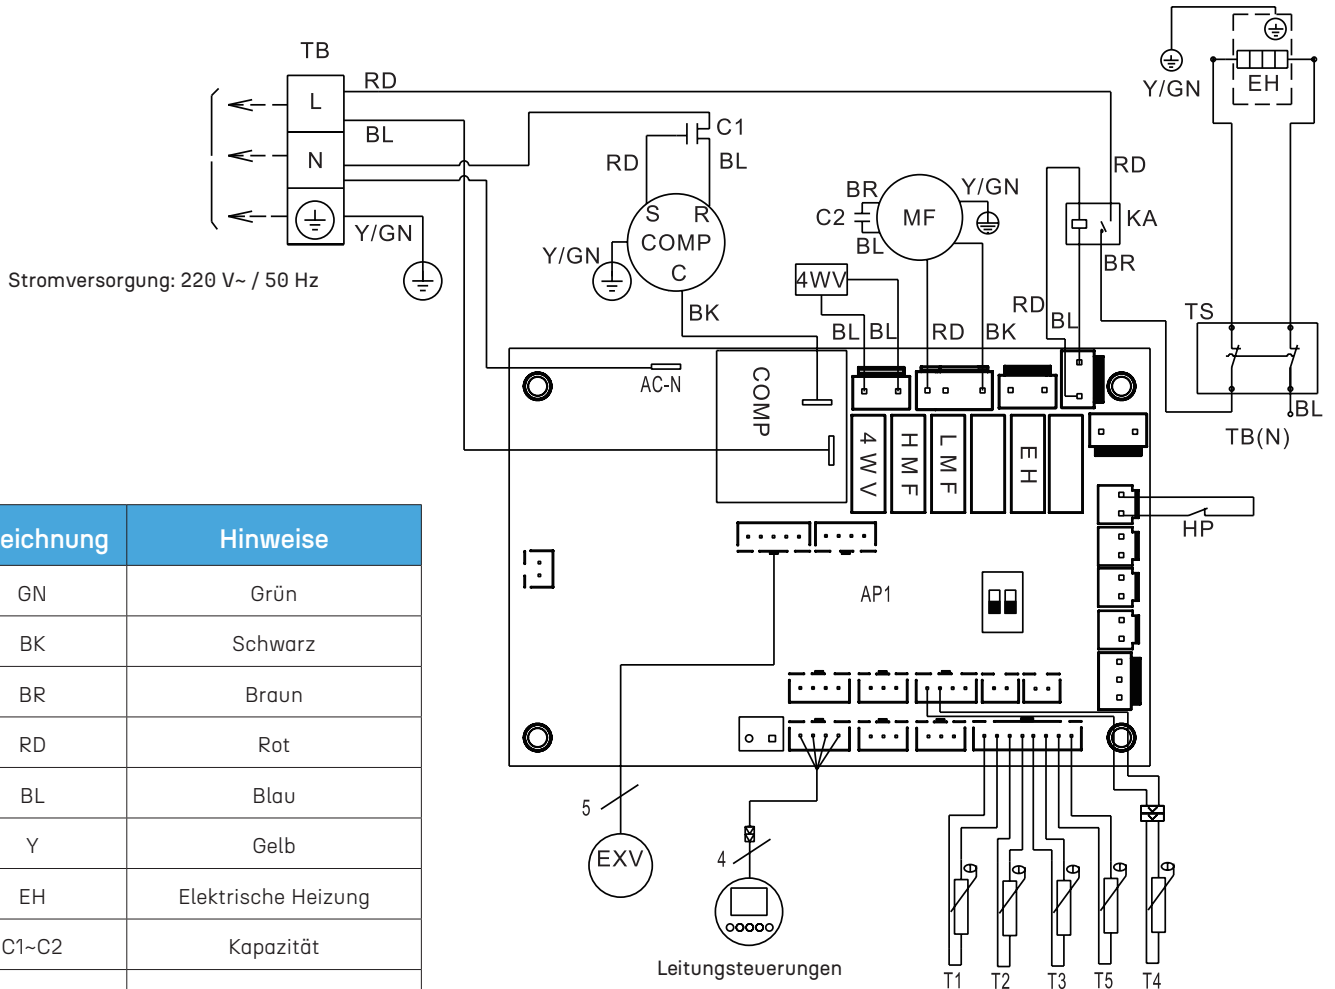 TB
L
RD
BL
N
Y/GN
Stromversorgung: 220 V~ / 50 Hz
C1
RD
BL
S
R
COMP
C
Y/GN
BK
BR
C2
BL
MF
Y/GN
4WV
BL
BL
RD
BK
RD
BL
KA
RD
BR
Y/GN
EH
TS
BL
TB(N)
AC-N
COMP
4WV
HMF
LMF
EH
HP
AP1
5
EXV
4
Leitungsteuerungen
T1
T2
T3
T5
T4
eichnung Hinweise
GN Grün
BK Schwarz
BR Braun
RD Rot
BL Blau
Y Gelb
EH Elektrische Heizung
C1~C2 Kapazität